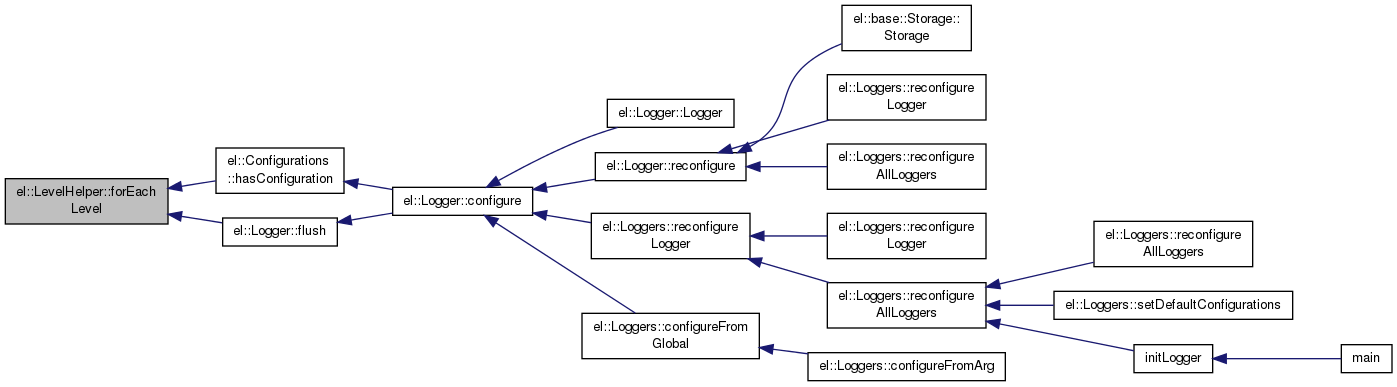 el::LevelHelper::forEach
Level
el::Configurations
::hasConfiguration
el::Logger::flush
el::Logger::configure
el::Logger::Logger
el::Logger::reconfigure
el::Loggers::reconfigure
Logger
el::Loggers::configureFrom
Global
el::base::Storage::
Storage
el::Loggers::reconfigure
Logger
el::Loggers::reconfigure
AllLoggers
el::Loggers::reconfigure
Logger
el::Loggers::reconfigure
AllLoggers
el::Loggers::configureFromArg
el::Loggers::reconfigure
AllLoggers
el::Loggers::setDefaultConfigurations
initLogger
main